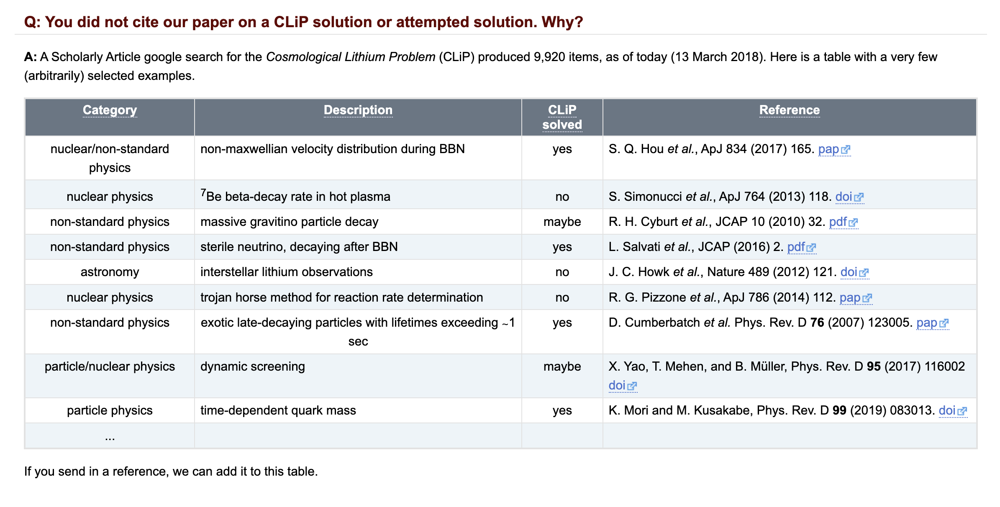 Q: You did not cite our paper on a CLiP solution or attempted solution. Why?
A: A Scholarly Article google search for the Cosmological Lithium Problem (CLiP) produced 9,920 items, as of today (13 March 2018). Here is a table with a very few
(arbitrarily) selected examples.
Category Description CLiP solved Reference
nuclear/non-standard physics non-maxwellian velocity distribution during BBN yes S. Q. Hou et al., ApJ 834 (2017) 165. pap
nuclear physics ⁷Be beta-decay rate in hot plasma no S. Simonucci et al., ApJ 764 (2013) 118. doi
non-standard physics massive gravitino particle decay maybe R. H. Cyburt et al., JCAP 10 (2010) 32. pdf
non-standard physics sterile neutrino, decaying after BBN yes L. Salvati et al., JCAP (2016) 2. pdf
astronomy interstellar lithium observations no J. C. Howk et al., Nature 489 (2012) 121. doi
nuclear physics trojan horse method for reaction rate determination no R. G. Pizzone et al., ApJ 786 (2014) 112. pap
non-standard physics exotic late-decaying particles with lifetimes exceeding ~1 sec yes D. Cumberbatch et al. Phys. Rev. D 76 (2007) 123005. pap
particle/nuclear physics dynamic screening maybe X. Yao, T. Mehen, and B. Müller, Phys. Rev. D 95 (2017) 116002 doi
particle physics time-dependent quark mass yes K. Mori and M. Kusakabe, Phys. Rev. D 99 (2019) 083013. doi
...
If you send in a reference, we can add it to this table.